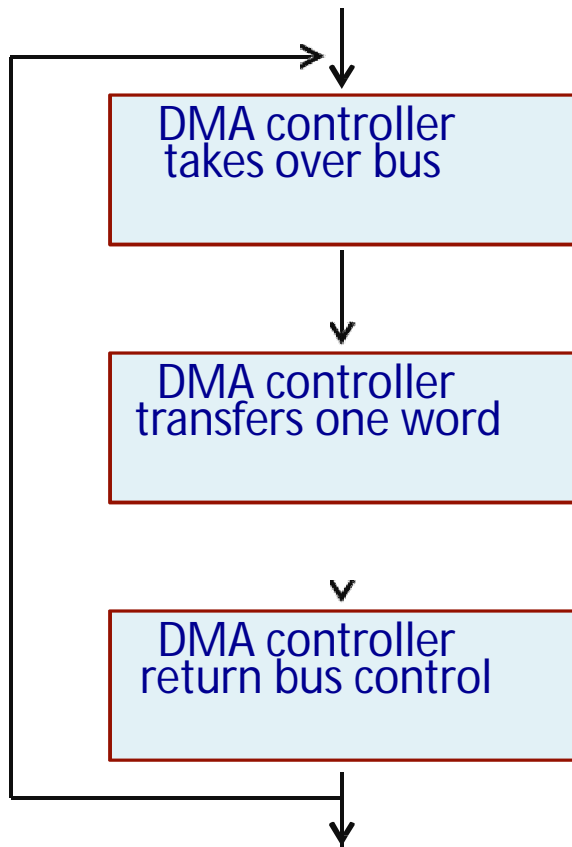 DMA controller
takes over bus
DMA controller
transfers one word
DMA controller
return bus control